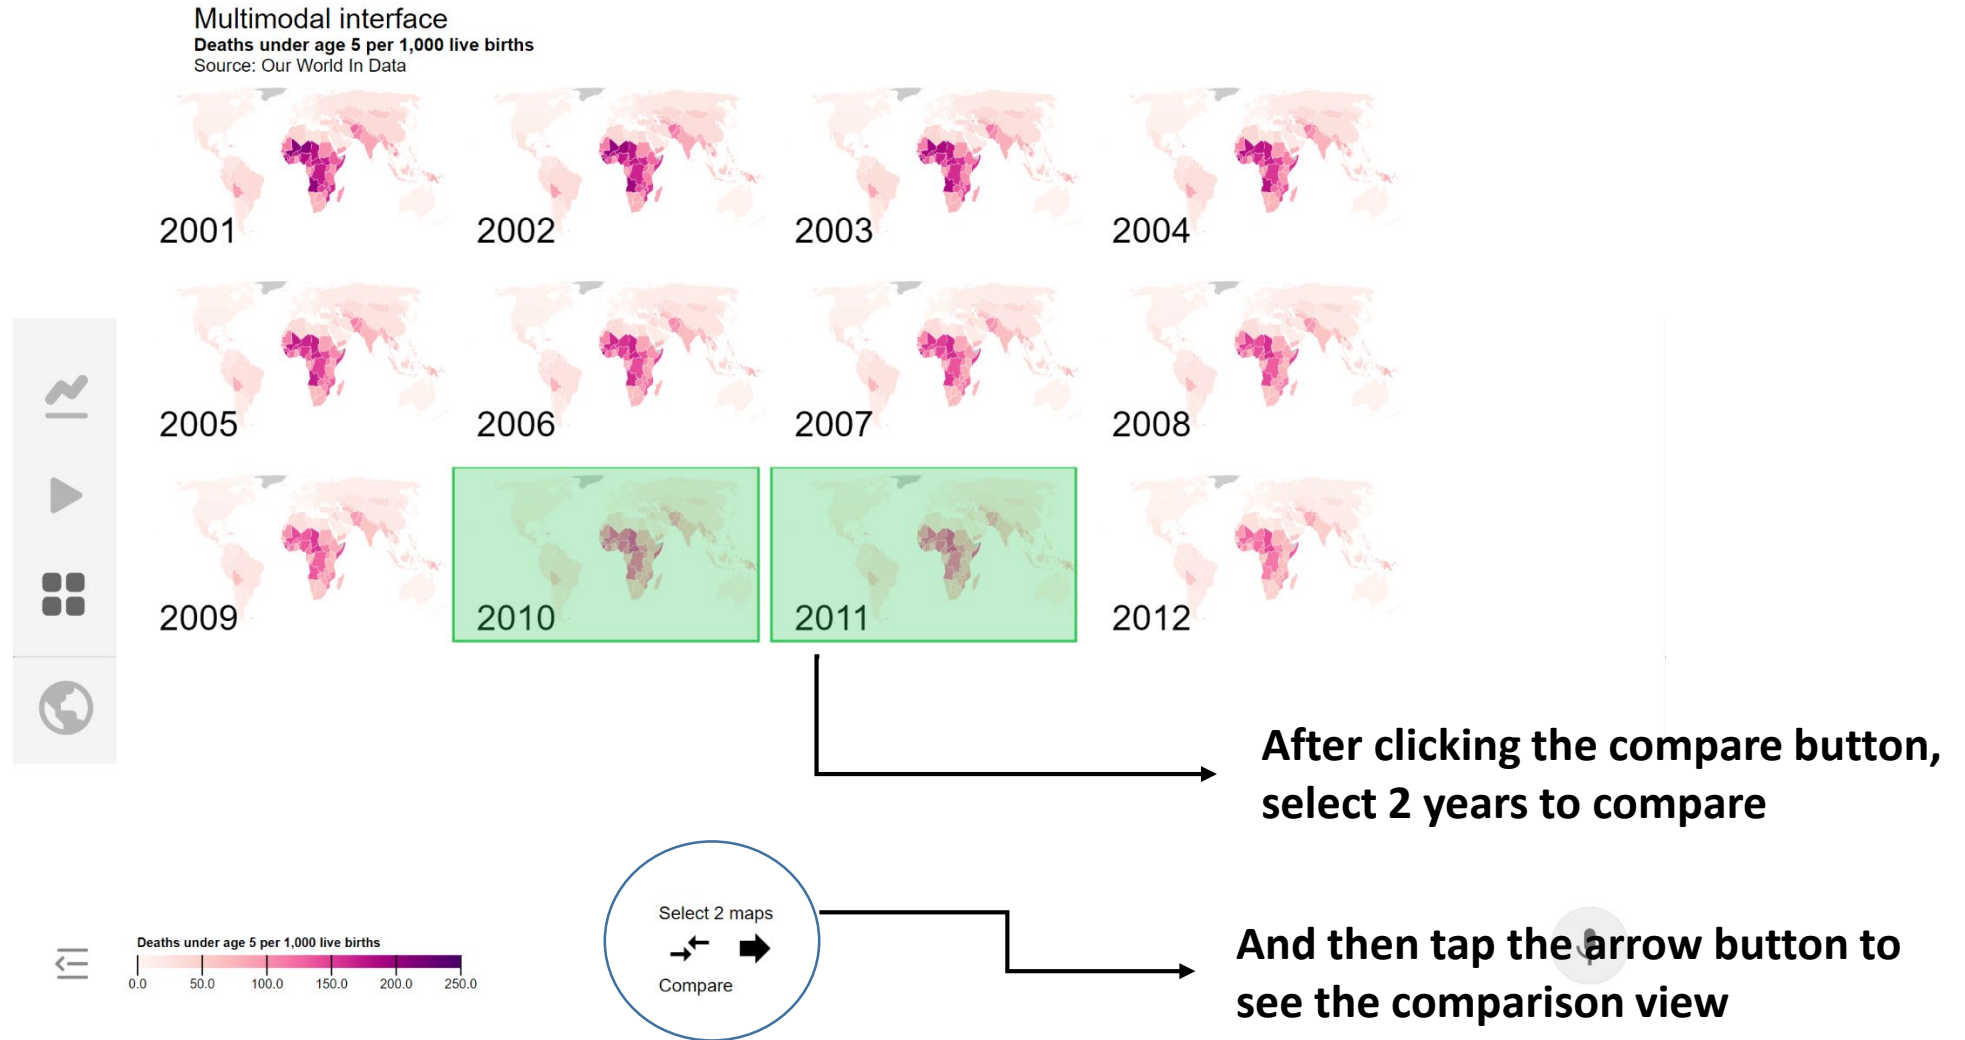 Multimodal interface
Deaths under age 5 per 1,000 live births
Source: Our World In Data
2001
2002
2003
2004
2005
2006
2007
2008
2009
2010
2011
2012
After clicking the compare button,
select 2 years to compare
Select 2 maps
Compare
And then tap the arrow button to
see the comparison view
Deaths under age 5 per 1,000 live births
0.0 50.0 100.0 150.0 200.0 250.0